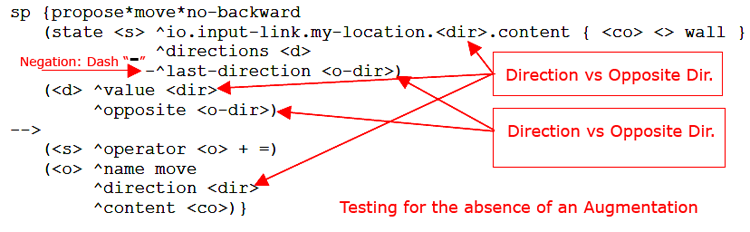 sp {propose*move*no-backward
(state <s> ^io.input-link.my-location.<dir>.content { <co> <> wall }
^directions <d>
Negation: Dash "-"
-^last-direction <o-dir>)
Direction vs Opposite Dir.
(<d> ^value <dir>
^opposite <o-dir>)
Direction vs Opposite Dir.
-->
(<s> ^operator <o> + =)
(<o> ^name move
^direction <dir>
^content <co>)}
Testing for the absence of an Augmentation